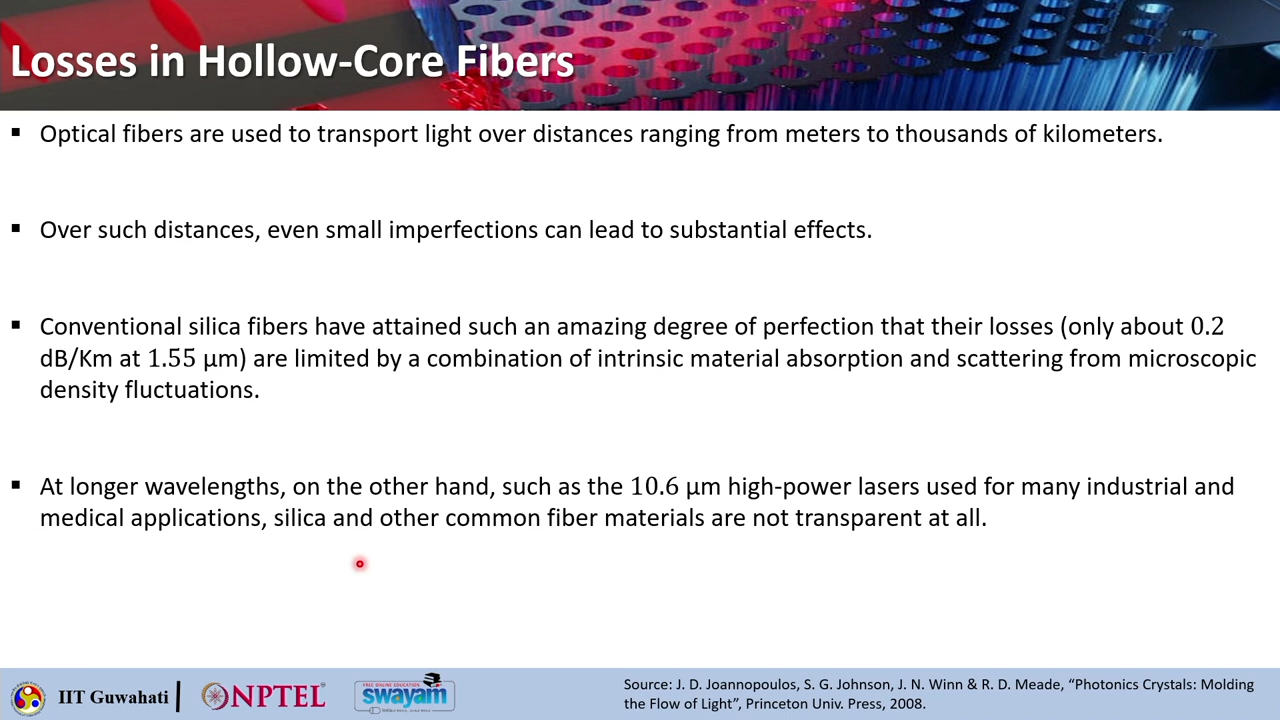 Losses in Hollow-Core Fibers
▪ Optical fibers are used to transport light over distances ranging from meters to thousands of kilometers.
▪ Over such distances, even small imperfections can lead to substantial effects.
▪ Conventional silica fibers have attained such an amazing degree of perfection that their losses (only about 0.2
dB/Km at 1.55 μm) are limited by a combination of intrinsic material absorption and scattering from microscopic
density fluctuations.
▪ At longer wavelengths, on the other hand, such as the 10.6 μm high-power lasers used for many industrial and
medical applications, silica and other common fiber materials are not transparent at all.
IIT Guwahati
NPTEL
FREE ONLINE EDUCATION
swayam
Source: J. D. Joannopoulos, S. G. Johnson, J. N. Winn & R. D. Meade, “Photonics Crystals: Molding
the Flow of Light”, Princeton Univ. Press, 2008.